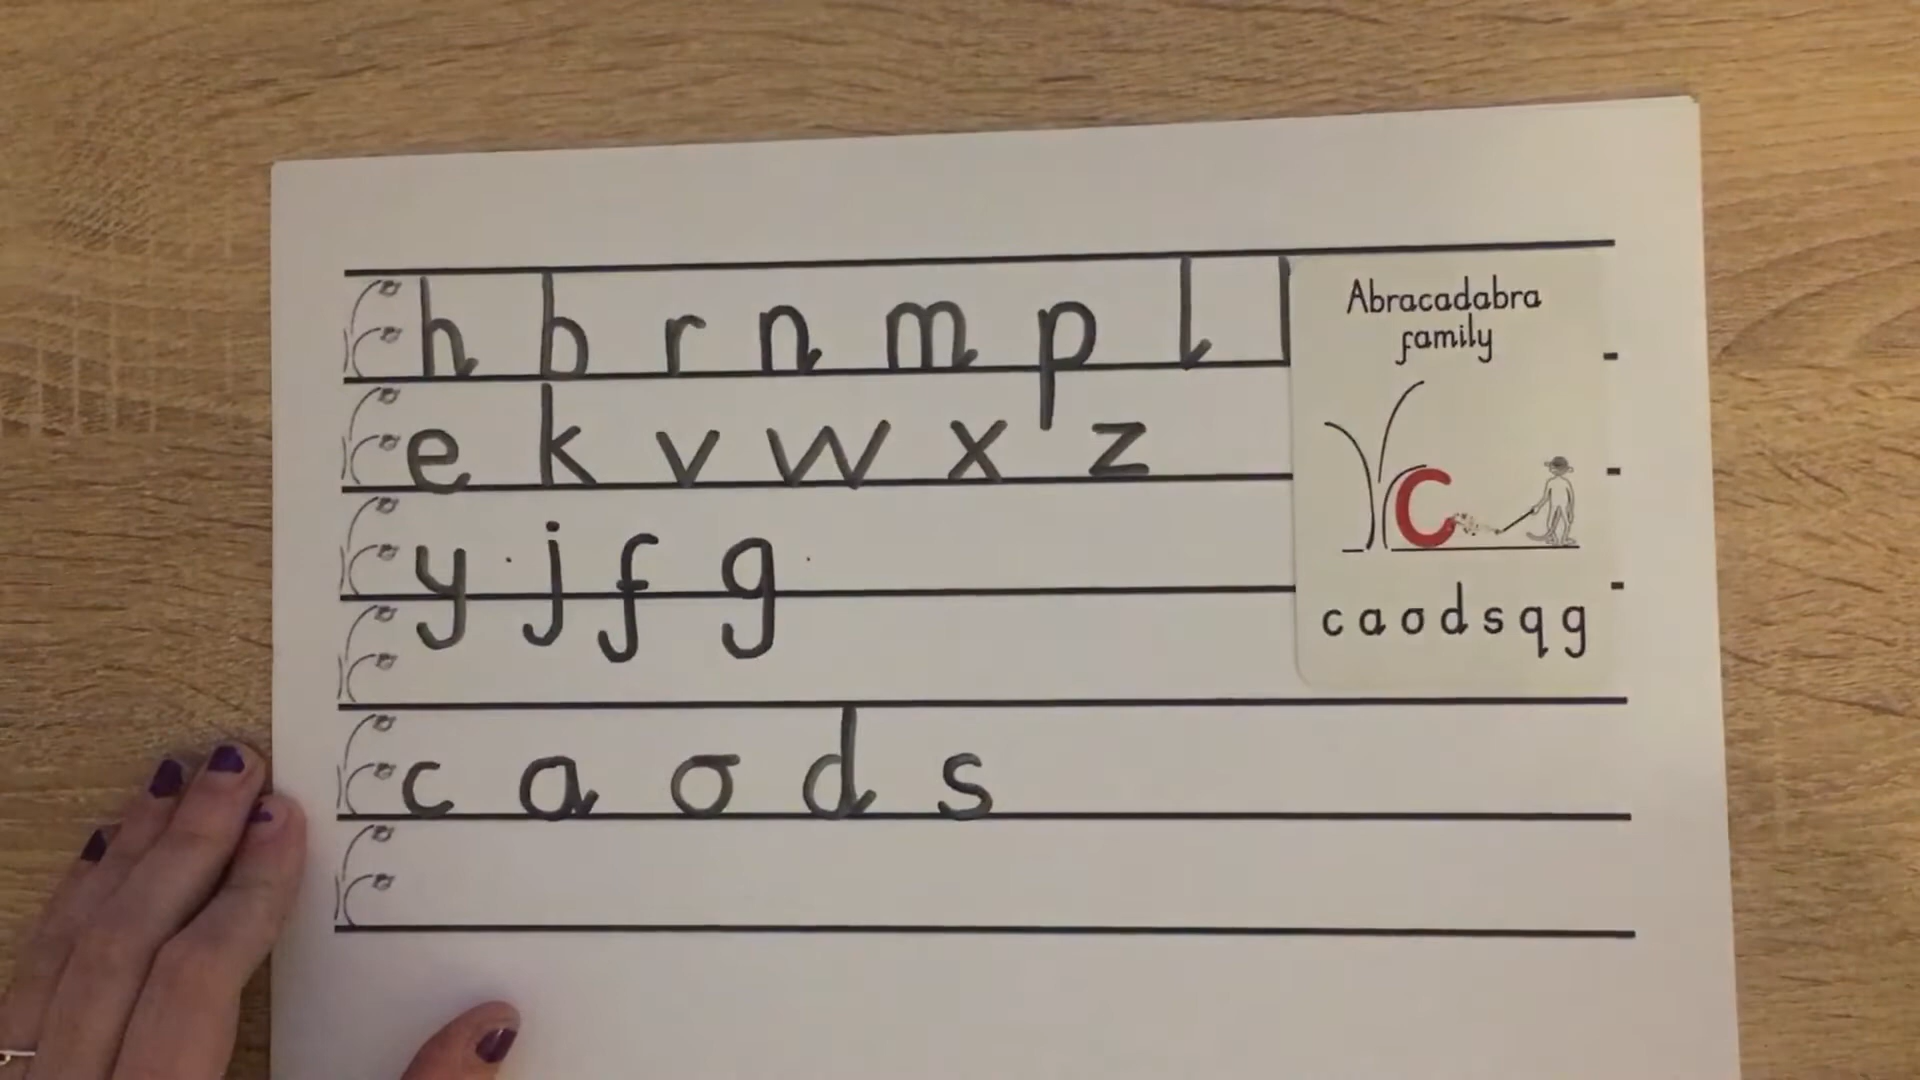 h b r n m p l
e k v w x z
y j f g
c a o d s
Abracadabra
family
c
c a o d s q g